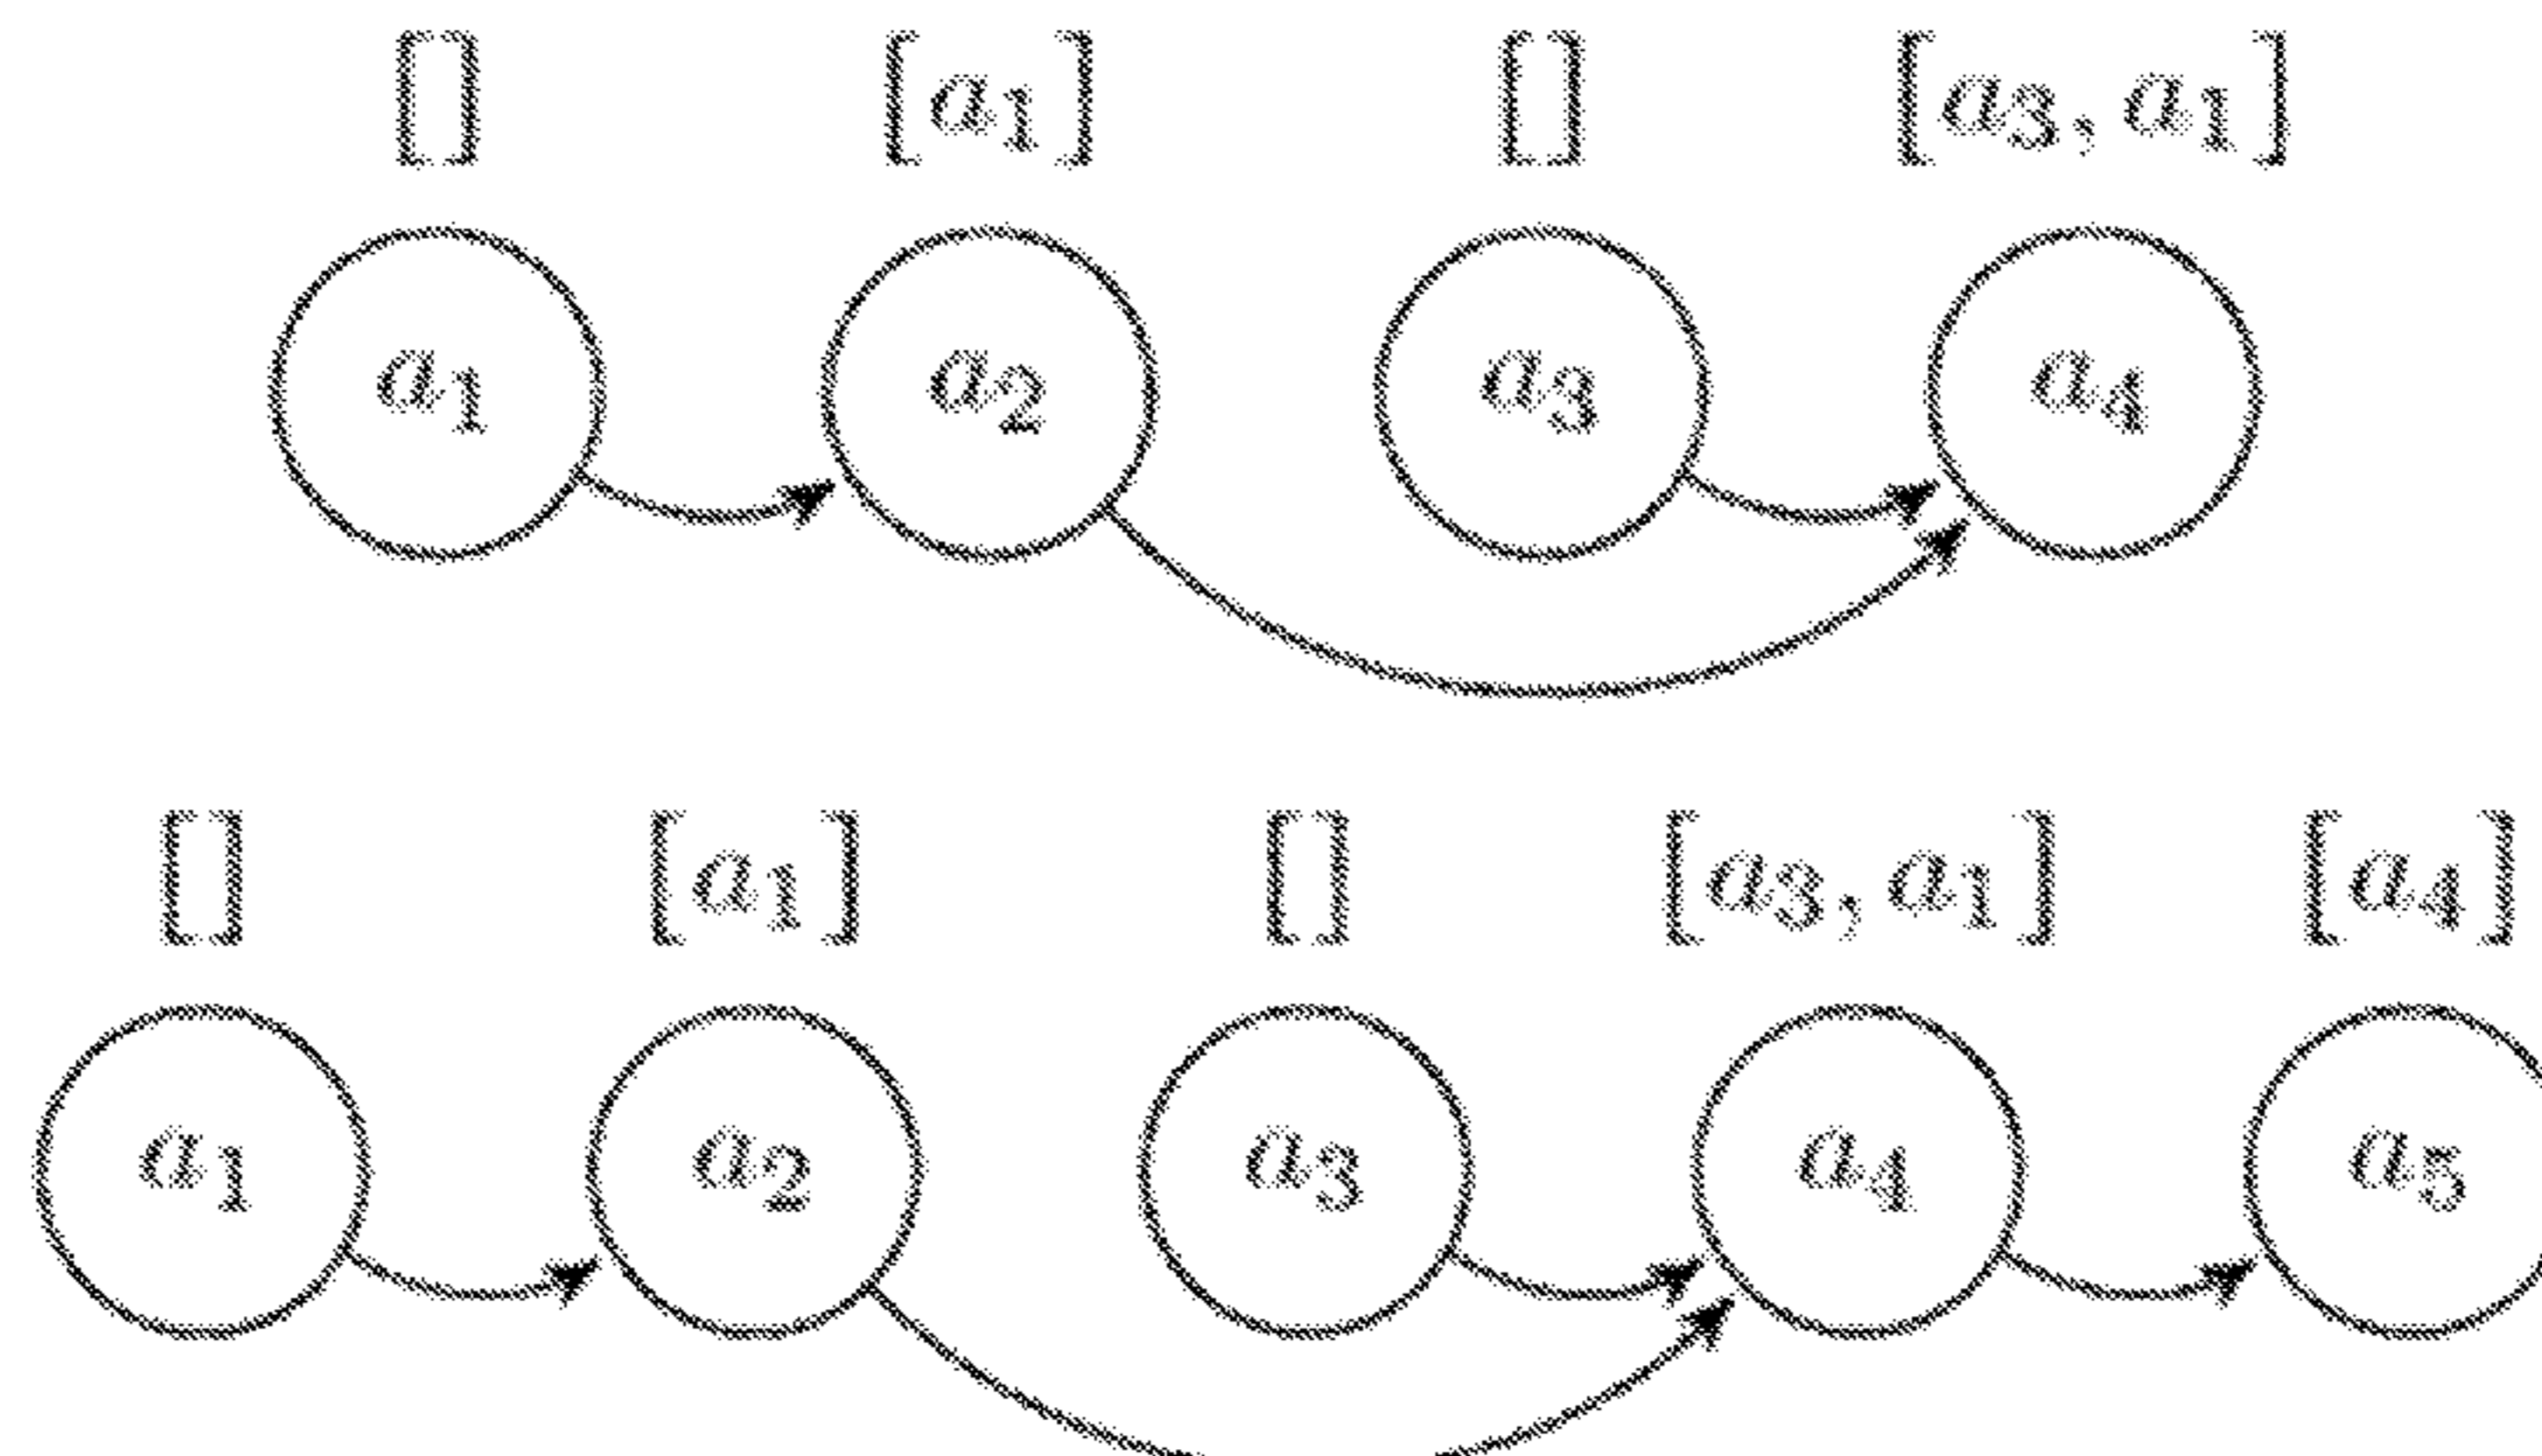 [] [a1] [] [a3, a1]
a1 a2 a3 a4
[] [a1] [] [a3, a1] [a4]
a1 a2 a3 a4 a5